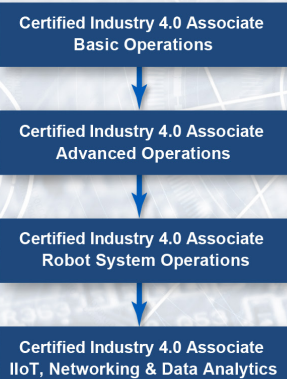 Certified Industry 4.0 Associate
Basic Operations
Certified Industry 4.0 Associate
Advanced Operations
Certified Industry 4.0 Associate
Robot System Operations
Certified Industry 4.0 Associate
IIoT, Networking & Data Analytics